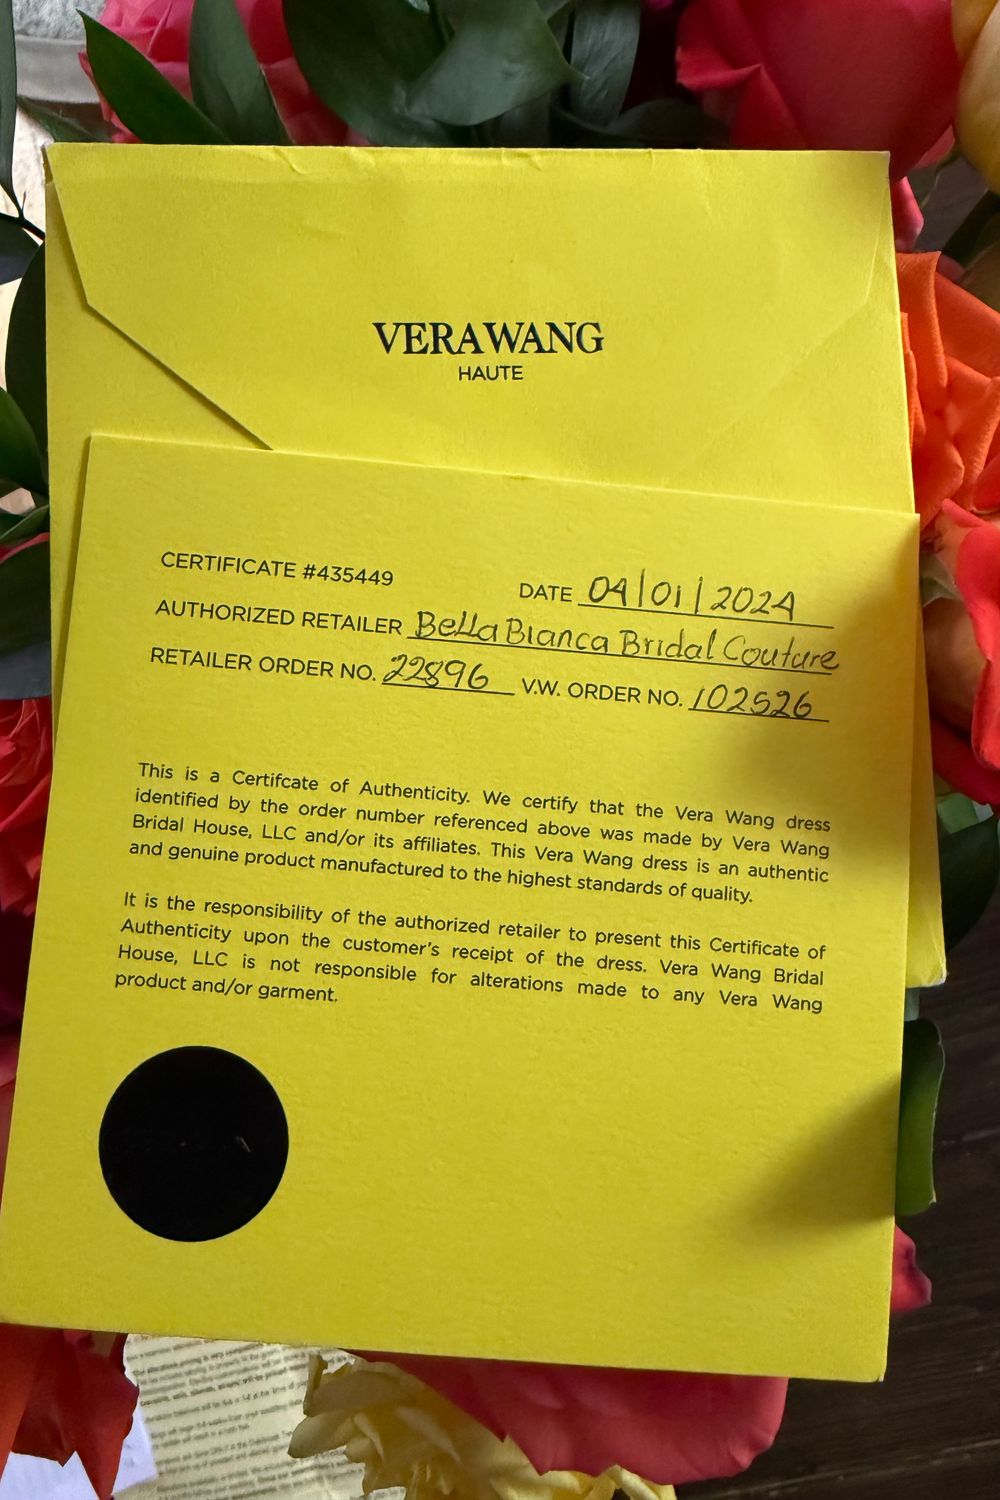 VERA WANG
HAUTE
CERTIFICATE #435449
DATE 04/01/2024
AUTHORIZED RETAILER Bella Bianca Bridal Couture
RETAILER ORDER NO. 22896 V.W. ORDER NO. 102526
This is a Certifcate of Authenticity. We certify that the Vera Wang dress
identified by the order number referenced above was made by Vera Wang
Bridal House, LLC and/or its affiliates. This Vera Wang dress is an authentic
and genuine product manufactured to the highest standards of quality.
It is the responsibility of the authorized retailer to present this Certificate of
Authenticity upon the customer's receipt of the dress. Vera Wang Bridal
House, LLC is not responsible for alterations made to any Vera Wang
product and/or garment.